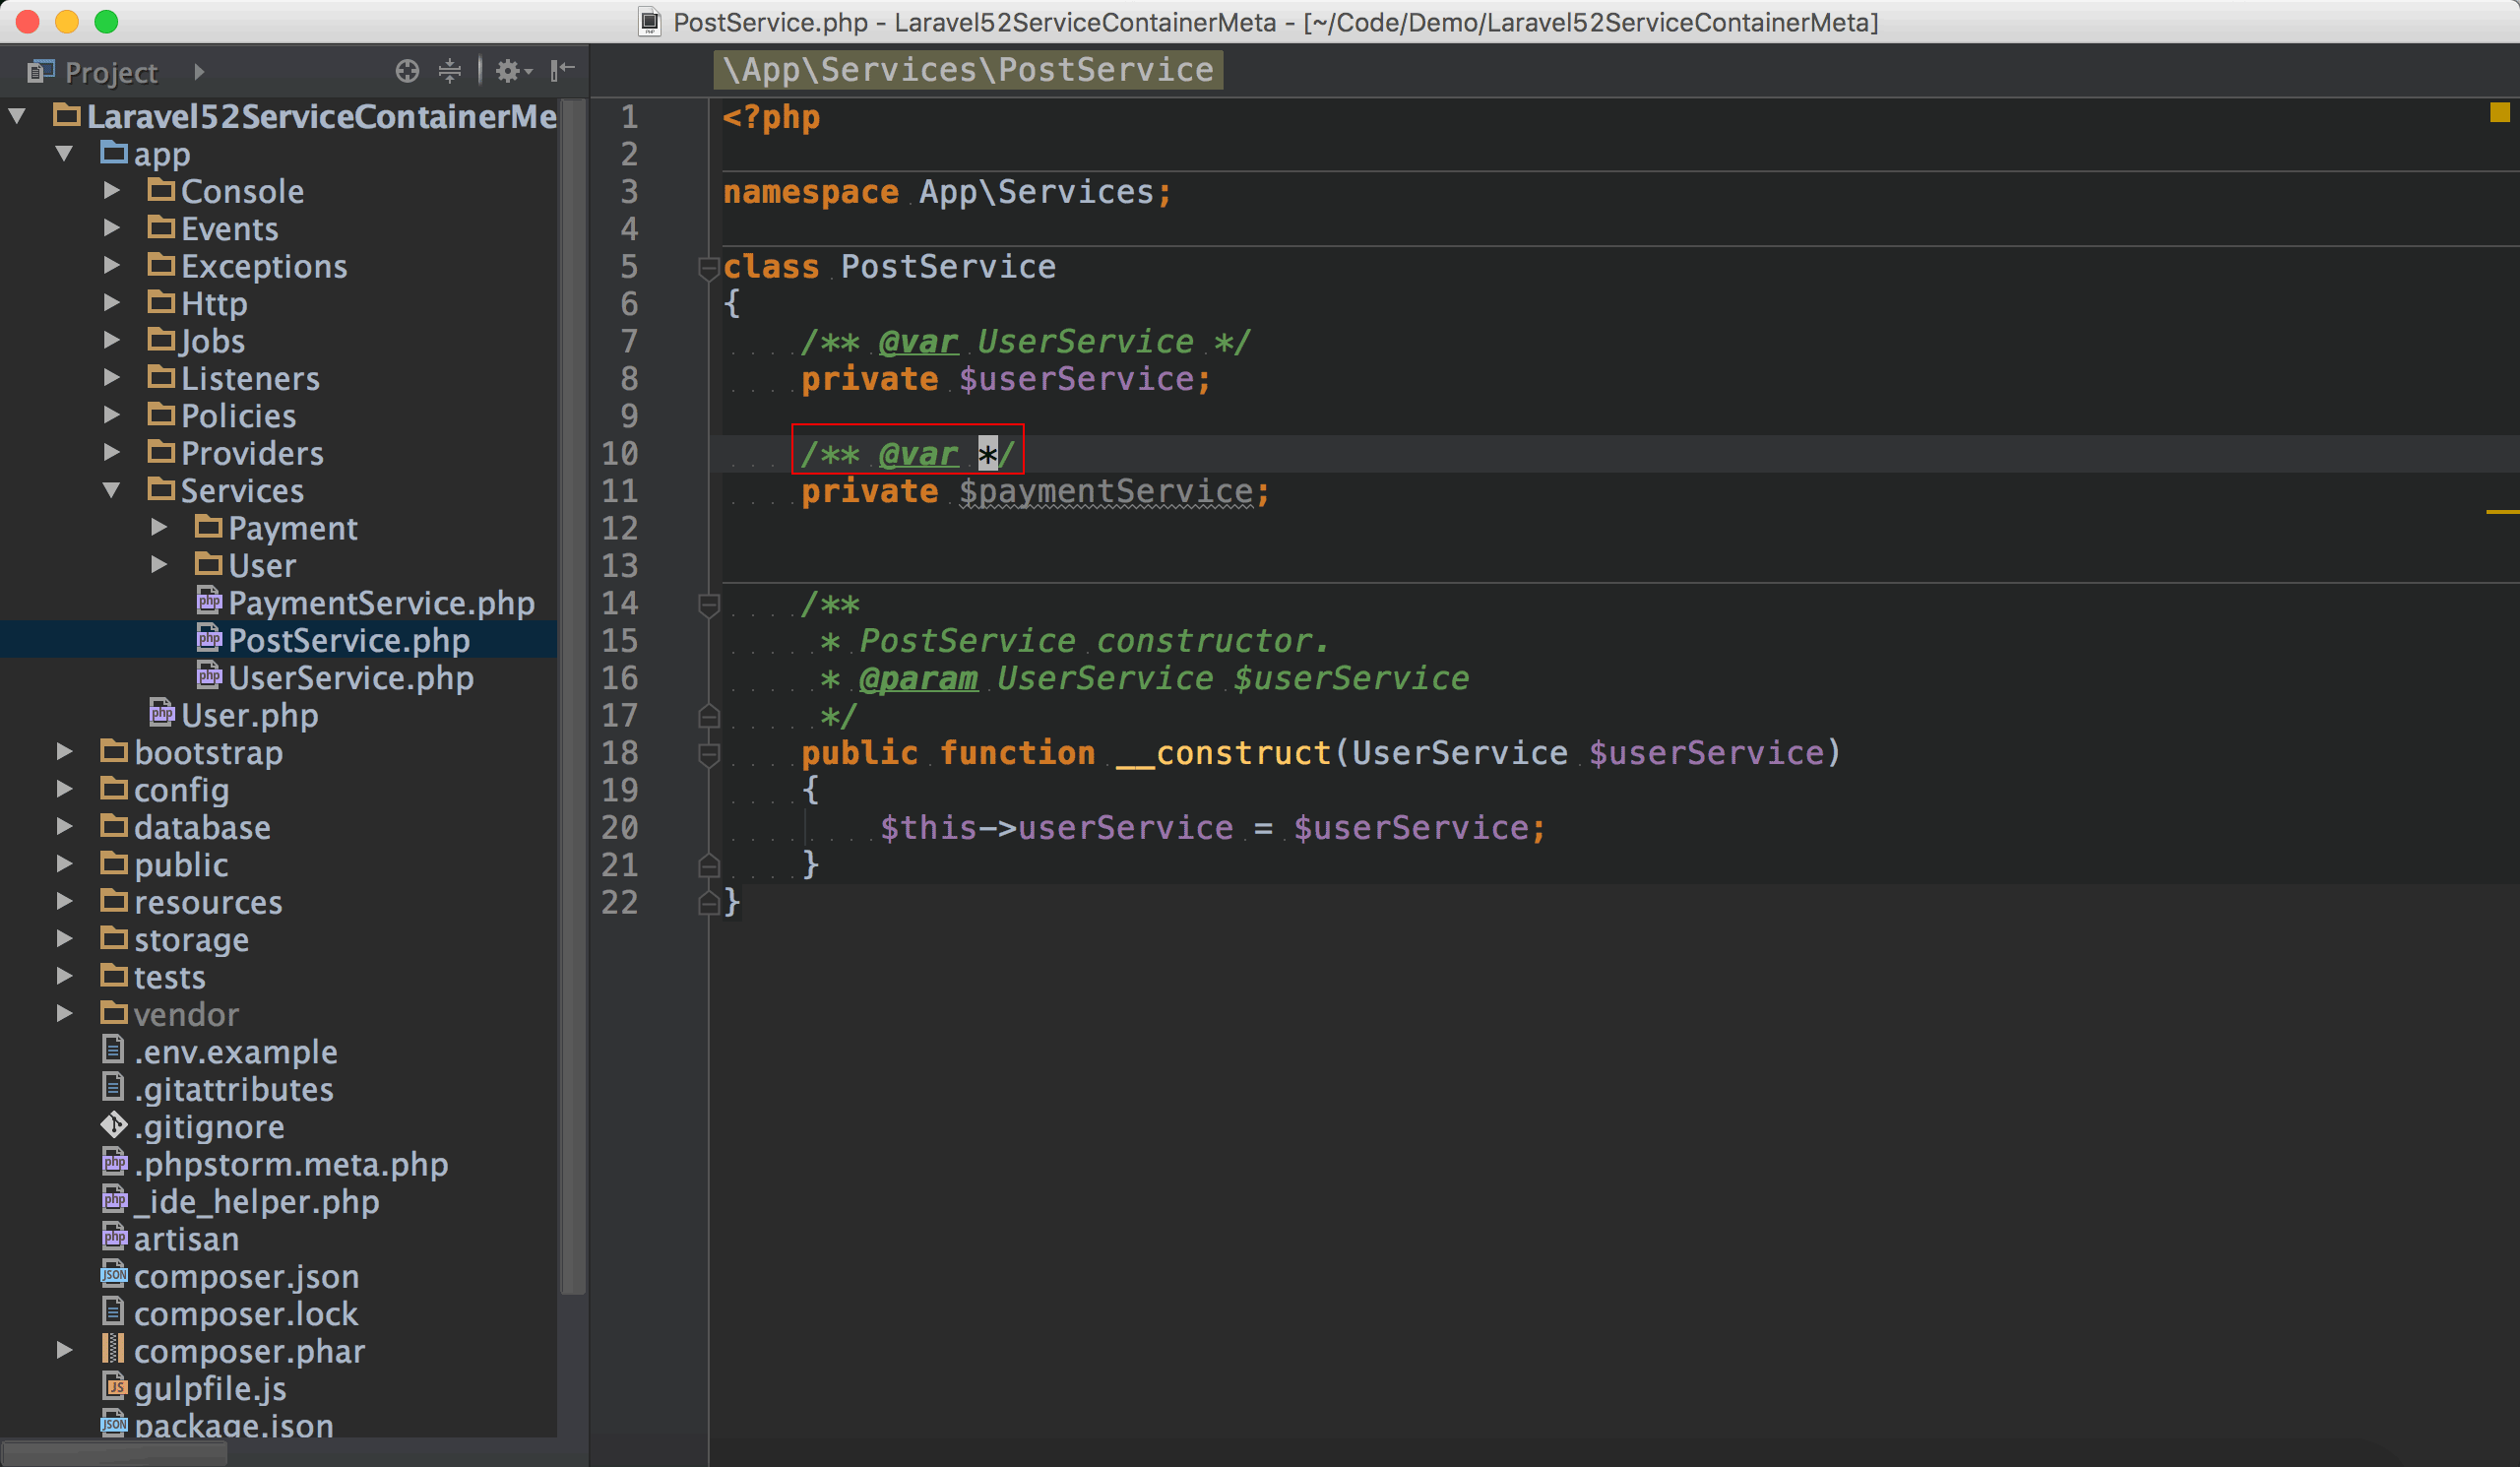 PostService.php - Laravel52ServiceContainerMeta - [~/Code/Demo/Laravel52ServiceContainerMeta]
Project
Laravel52ServiceContainerMe
app
Console
Events
Exceptions
Http
Jobs
Listeners
Policies
Providers
Services
Payment
User
PaymentService.php
PostService.php
UserService.php
User.php
bootstrap
config
database
public
resources
storage
tests
vendor
.env.example
.gitattributes
.gitignore
.phpstorm.meta.php
_ide_helper.php
artisan
composer.json
composer.lock
composer.phar
gulpfile.js
package.json
\App\Services\PostService
1 <?php
2
3 namespace App\Services;
4
5 class PostService
6 {
7 /** @var UserService */
8 private $userService;
9
10 /** @var */
11 private $paymentService;
12
13
14 /**
15 * PostService constructor.
16 * @param UserService $userService
17 */
18 public function __construct(UserService $userService)
19 {
20 $this->userService = $userService;
21 }
22 }